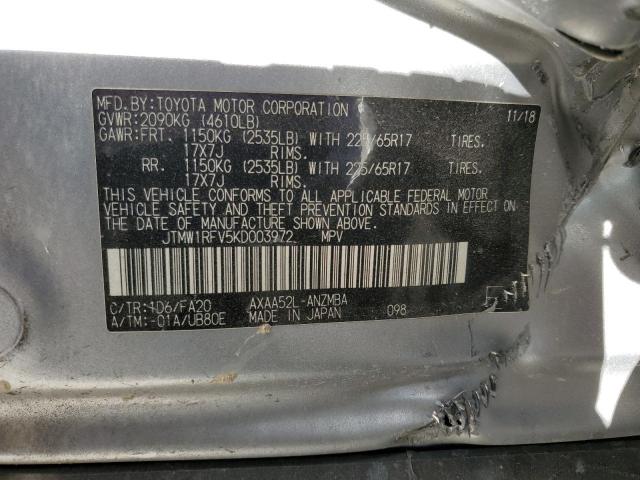 MFD. BY: TOYOTA MOTOR CORPORATION 11/18
GVWR: 2090KG (4610LB)
GAWR: FRT. 1150KG (2535LB) WITH 225/65R17 TIRES.
17X7J RIMS.
RR. 1150KG (2535LB) WITH 225/65R17 TIRES.
17X7J RIMS.
THIS VEHICLE CONFORMS TO ALL APPLICABLE FEDERAL MOTOR
VEHICLE SAFETY AND THEFT PREVENTION STANDARDS IN EFFECT ON
THE DATE OF MANUFACTURE SHOWN ABOVE.
JTMW1RFV5KD003972 MPV
C/TR: 1D6/FA20 AXAA52L-ANZMBA
A/TM: -01A/UB80E MADE IN JAPAN 098